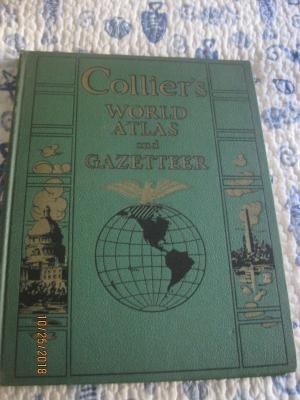 Collier's
WORLD
ATLAS
and
GAZETTEER
10/25/2018